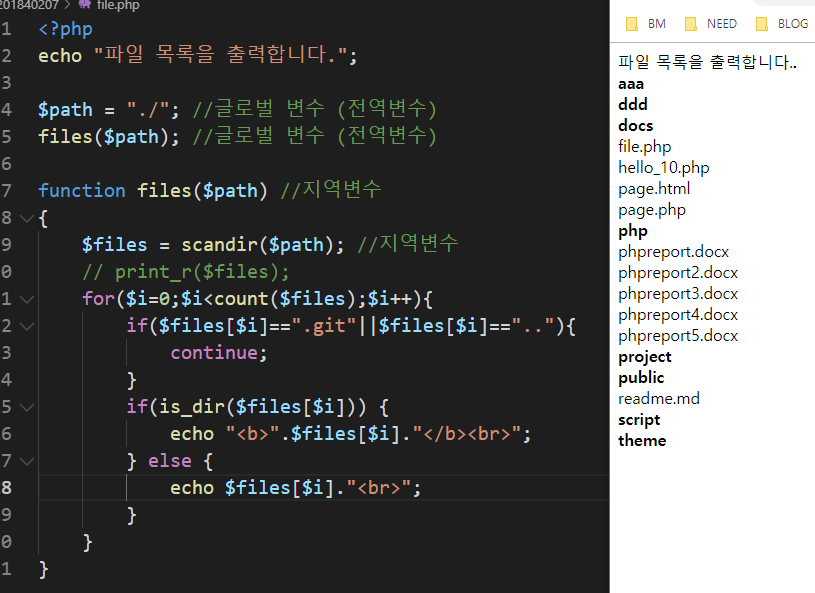 201840207 > file.php
1 <?php
2 echo "파일 목록을 출력합니다.";
3
4 $path = "./"; //글로벌 변수 (전역변수)
5 files($path); //글로벌 변수 (전역변수)
6
7 function files($path) //지역변수
8 {
9 $files = scandir($path); //지역변수
0 // print_r($files);
1 for($i=0;$i<count($files);$i++){
2 if($files[$i]==".git"||$files[$i]==".."){
3 continue;
4 }
5 if(is_dir($files[$i])) {
6 echo "<b>".$files[$i]."</b><br>";
7 } else {
8 echo $files[$i]."<br>";
9 }
0 }
1 }
BM NEED BLOG
파일 목록을 출력합니다..
aaa
ddd
docs
file.php
hello_10.php
page.html
page.php
php
phpreport.docx
phpreport2.docx
phpreport3.docx
phpreport4.docx
phpreport5.docx
project
public
readme.md
script
theme